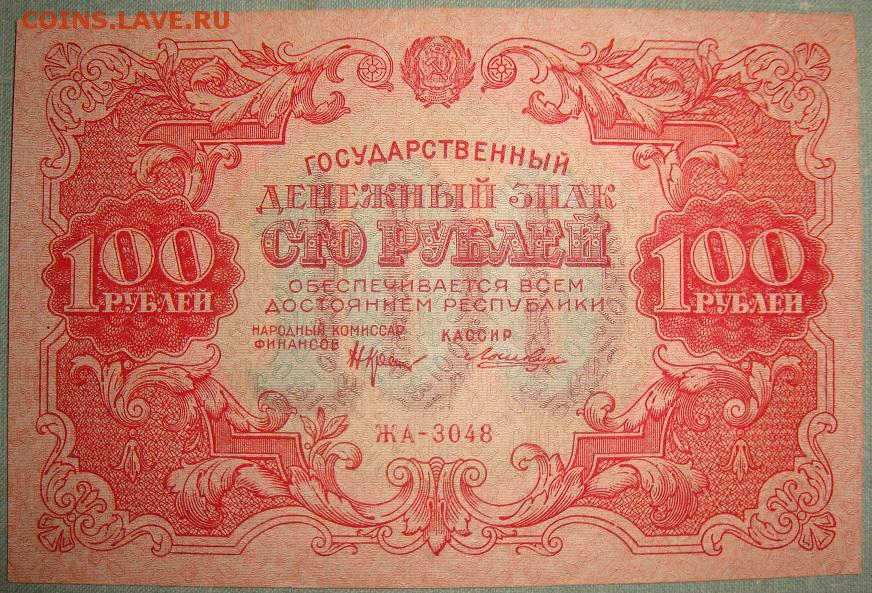 COINS.LAVE.RU
ГОСУДАРСТВЕННЫЙ
ДЕНЕЖНЫЙ ЗНАК
СТО РУБЛЕЙ
100 РУБЛЕЙ
100 РУБЛЕЙ
ОБЕСПЕЧИВАЕТСЯ ВСЕМ
ДОСТОЯНИЕМ РЕСПУБЛИКИ
НАРОДНЫЙ КОМИССАР
ФИНАНСОВ
КАССИР
ЖА-3048